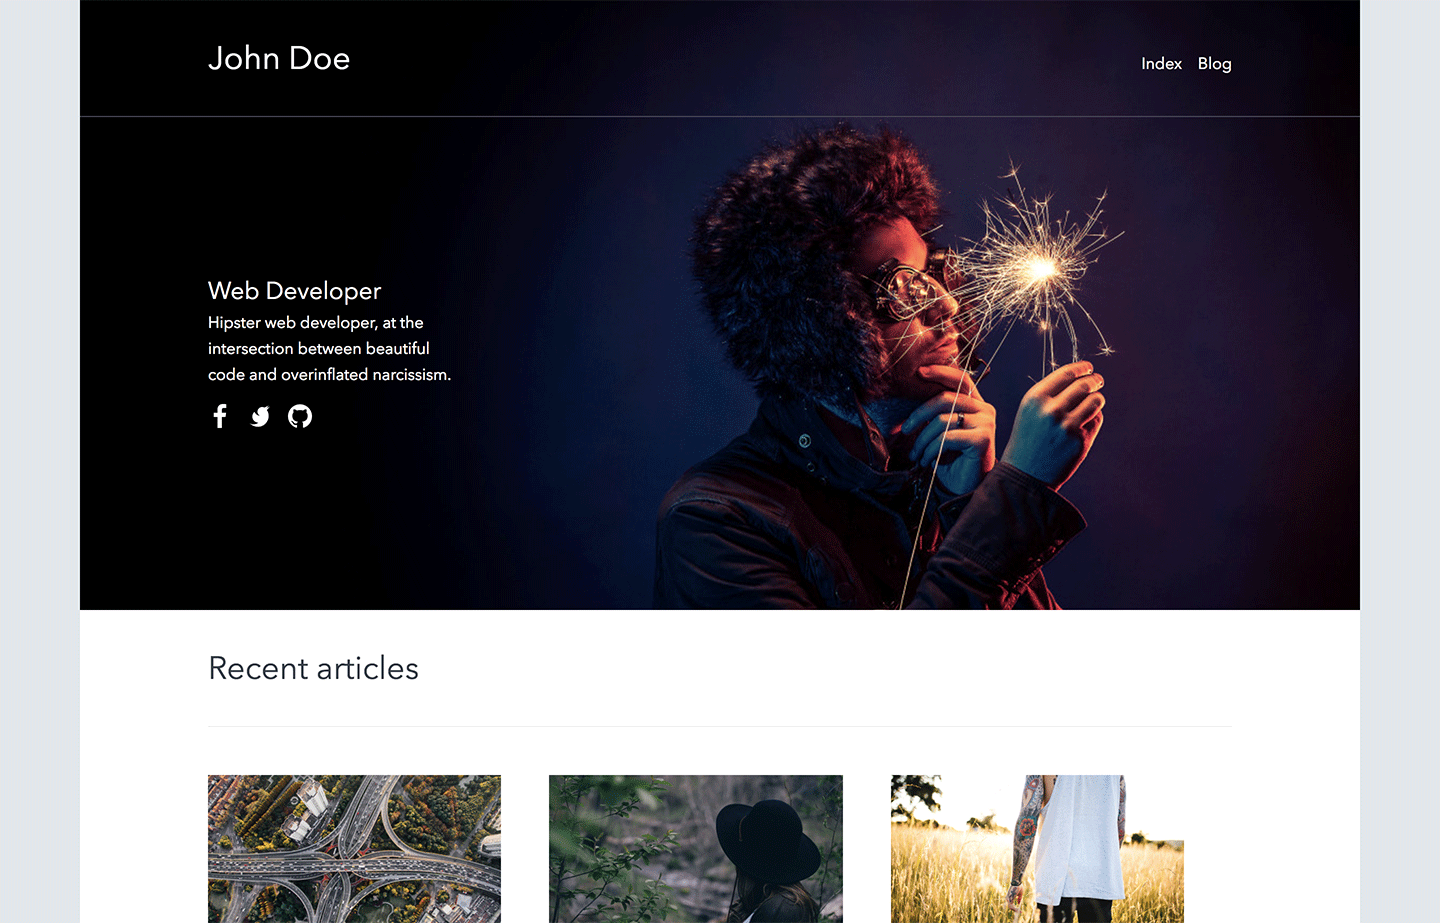 John Doe
Index Blog
Web Developer
Hipster web developer, at the
intersection between beautiful
code and overinflated narcissism.
Recent articles